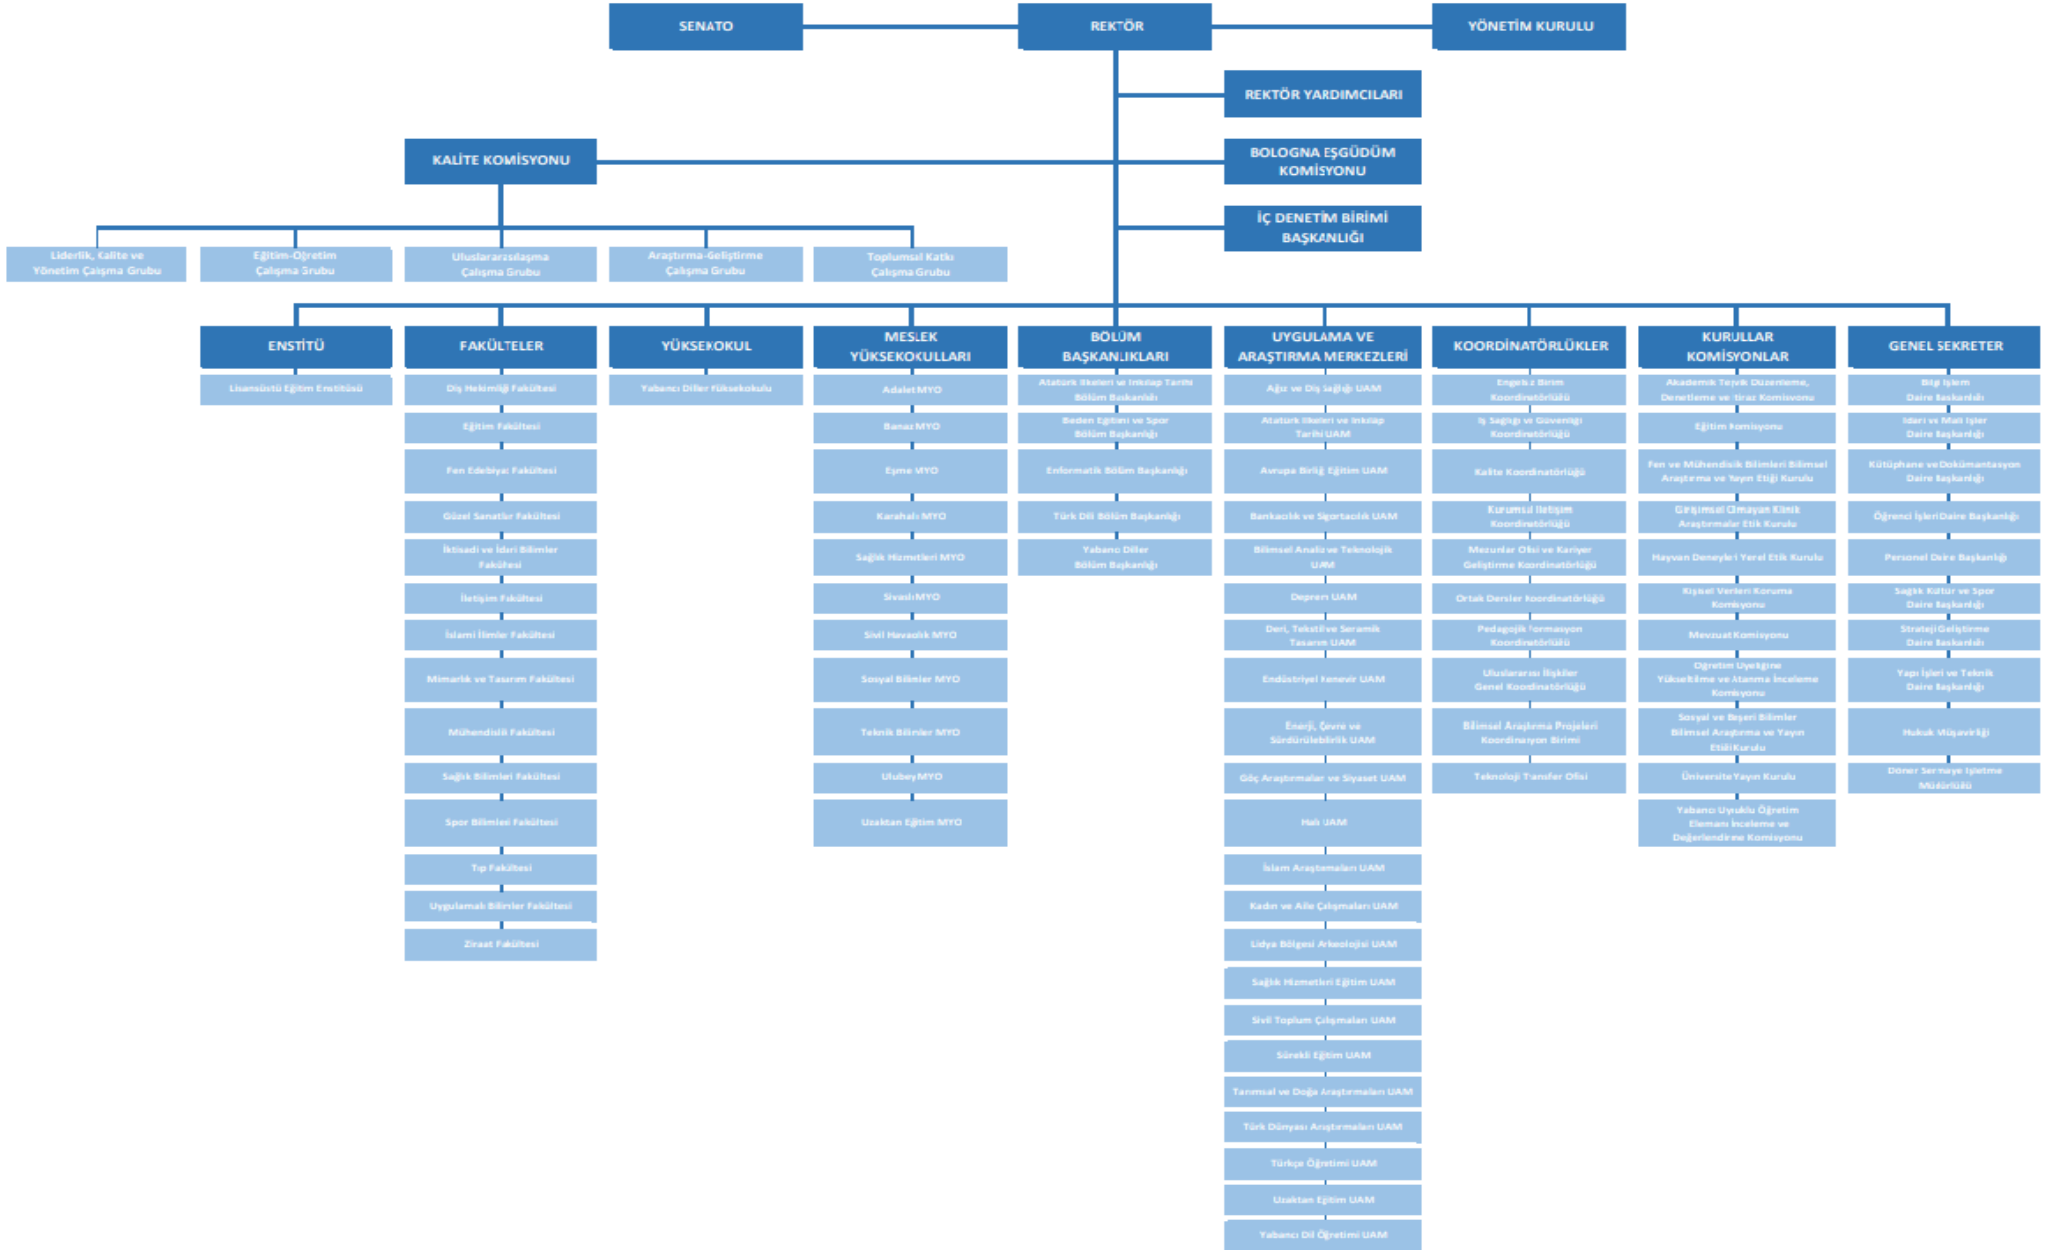 SENATO
REKTÖR
YÖNETİM KURULU
REKTÖR YARDIMCILARI
KALİTE KOMİSYONU
BOLOGNA EŞGÜDÜM
KOMİSYONU
İÇ DENETİM BİRİMİ
BAŞKANLIĞI
Liderlik, Kalite ve
Yönetim Çalışma Grubu
Eğitim-Öğretim
Çalışma Grubu
Uluslararasılaşma
Çalışma Grubu
Araştırma-Geliştirme
Çalışma Grubu
Toplumsal Katkı
Çalışma Grubu
ENSTİTÜ
Lisansüstü Eğitim Enstitüsü
FAKÜLTELER
Diş Hekimliği Fakültesi
Eğitim Fakültesi
Fen Edebiyat Fakültesi
Güzel Sanatlar Fakültesi
İktisadi ve İdari Bilimler
Fakültesi
İletişim Fakültesi
İslami İlimler Fakültesi
Mimarlık ve Tasarım Fakültesi
Mühendislik Fakültesi
Sağlık Bilimleri Fakültesi
Spor Bilimleri Fakültesi
Tıp Fakültesi
Uygulamalı Bilimler Fakültesi
Ziraat Fakültesi
YÜKSEKOKUL
Yabancı Diller Yüksekokulu
MESLEK
YÜKSEKOKULLARI
Adalet MYO
Banaz MYO
Eşme MYO
Karahallı MYO
Sağlık Hizmetleri MYO
Sivaslı MYO
Sivil Havacılık MYO
Sosyal Bilimler MYO
Teknik Bilimler MYO
Ulubey MYO
Uzaktan Eğitim MYO
BÖLÜM
BAŞKANLIKLARI
Atatürk İlkeleri ve İnkılap Tarihi
Bölüm Başkanlığı
Beden Eğitimi ve Spor
Bölüm Başkanlığı
Enformatik Bölüm Başkanlığı
Türk Dili Bölüm Başkanlığı
Yabancı Diller
Bölüm Başkanlığı
UYGULAMA VE
ARAŞTIRMA MERKEZLERİ
Ağız ve Diş Sağlığı UAM
Atatürk İlkeleri ve İnkılap
Tarihi UAM
Avrupa Birliği Eğitim UAM
Bankacılık ve Sigortacılık UAM
Bilimsel Analiz ve Teknolojik
UAM
Deprem UAM
Deri, Tekstil ve Seramik
Tasarım UAM
Endüstriyel Kenevir UAM
Enerji, Çevre ve
Sürdürülebilirlik UAM
Göç Araştırmaları ve Siyaset UAM
Halı UAM
İslam Araştırmaları UAM
Kadın ve Aile Çalışmaları UAM
Lidya Bölgesi Arkeolojisi UAM
Sağlık Hizmetleri Eğitim UAM
Sivil Toplum Çalışmaları UAM
Sürekli Eğitim UAM
Tarımsal ve Doğa Araştırmaları UAM
Türk Dünyası Araştırmaları UAM
Türkçe Öğretimi UAM
Uzaktan Eğitim UAM
Yabancı Dil Öğretimi UAM
KOORDİNATÖRLÜKLER
Engelsiz Birim
Koordinatörlüğü
İş Sağlığı ve Güvenliği
Koordinatörlüğü
Kalite Koordinatörlüğü
Kurumsal İletişim
Koordinatörlüğü
Mezunlar Ofisi ve Kariyer
Geliştirme Koordinatörlüğü
Ortak Dersler Koordinatörlüğü
Pedagojik Formasyon
Koordinatörlüğü
Uluslararası İlişkiler
Genel Koordinatörlüğü
Bilimsel Araştırma Projeleri
Koordinasyon Birimi
Teknoloji Transfer Ofisi
KURULLAR
KOMİSYONLAR
Akademik Teşvik Düzenleme,
Denetleme ve İtiraz Komisyonu
Eğitim Komisyonu
Fen ve Mühendislik Bilimleri Bilimsel
Araştırma ve Yayın Etiği Kurulu
Girişimsel Olmayan Klinik
Araştırmalar Etik Kurulu
Hayvan Deneyleri Yerel Etik Kurulu
Kişisel Verileri Koruma
Komisyonu
Mevzuat Komisyonu
Öğretim Üyeliğine
Yükseltilme ve Atanma İnceleme
Komisyonu
Sosyal ve Beşeri Bilimler
Bilimsel Araştırma ve Yayın
Etiği Kurulu
Üniversite Yayın Kurulu
Yabancı Uyruklu Öğretim
Elemanı İnceleme ve
Değerlendirme Komisyonu
GENEL SEKRETER
Bilgi İşlem
Daire Başkanlığı
İdari ve Mali İşler
Daire Başkanlığı
Kütüphane ve Dokümantasyon
Daire Başkanlığı
Öğrenci İşleri Daire Başkanlığı
Personel Daire Başkanlığı
Sağlık Kültür ve Spor
Daire Başkanlığı
Strateji Geliştirme
Daire Başkanlığı
Yapı İşleri ve Teknik
Daire Başkanlığı
Hukuk Müşavirliği
Döner Sermaye İşletme
Müdürlüğü